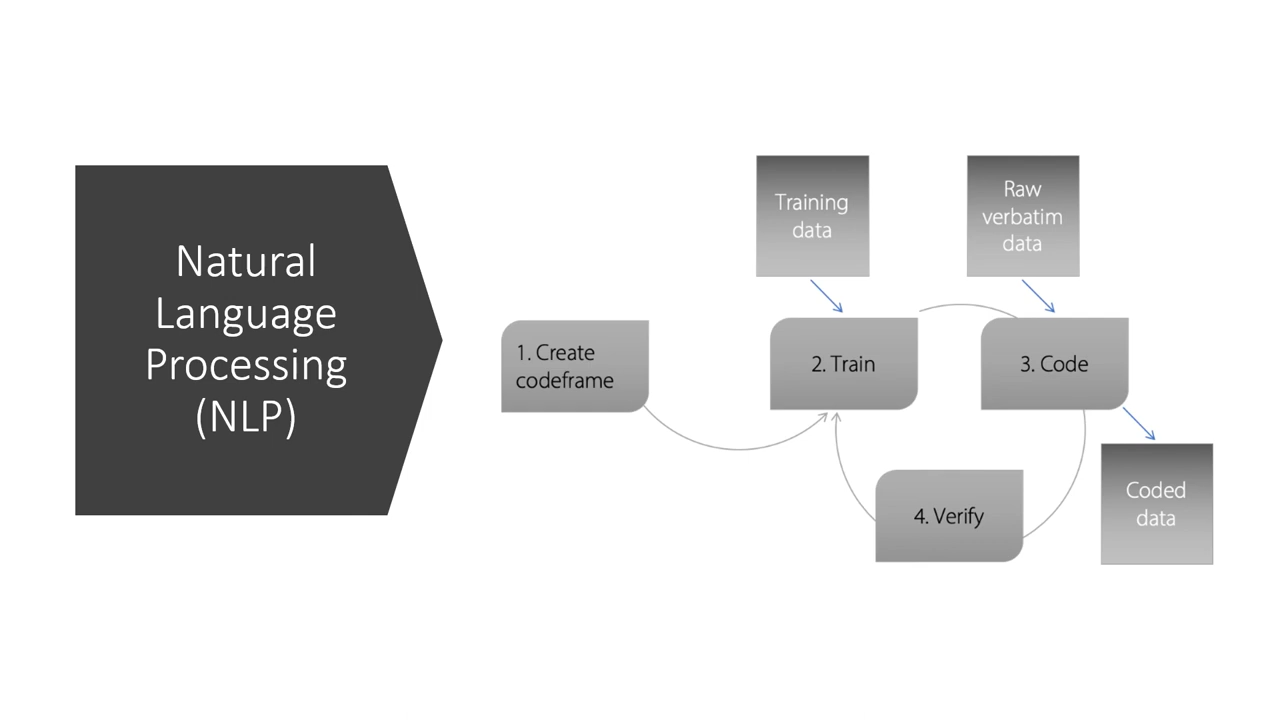 Natural
Language
Processing
(NLP)
Training
data
Raw
verbatim
data
1. Create
codeframe
2. Train
3. Code
4. Verify
Coded
data